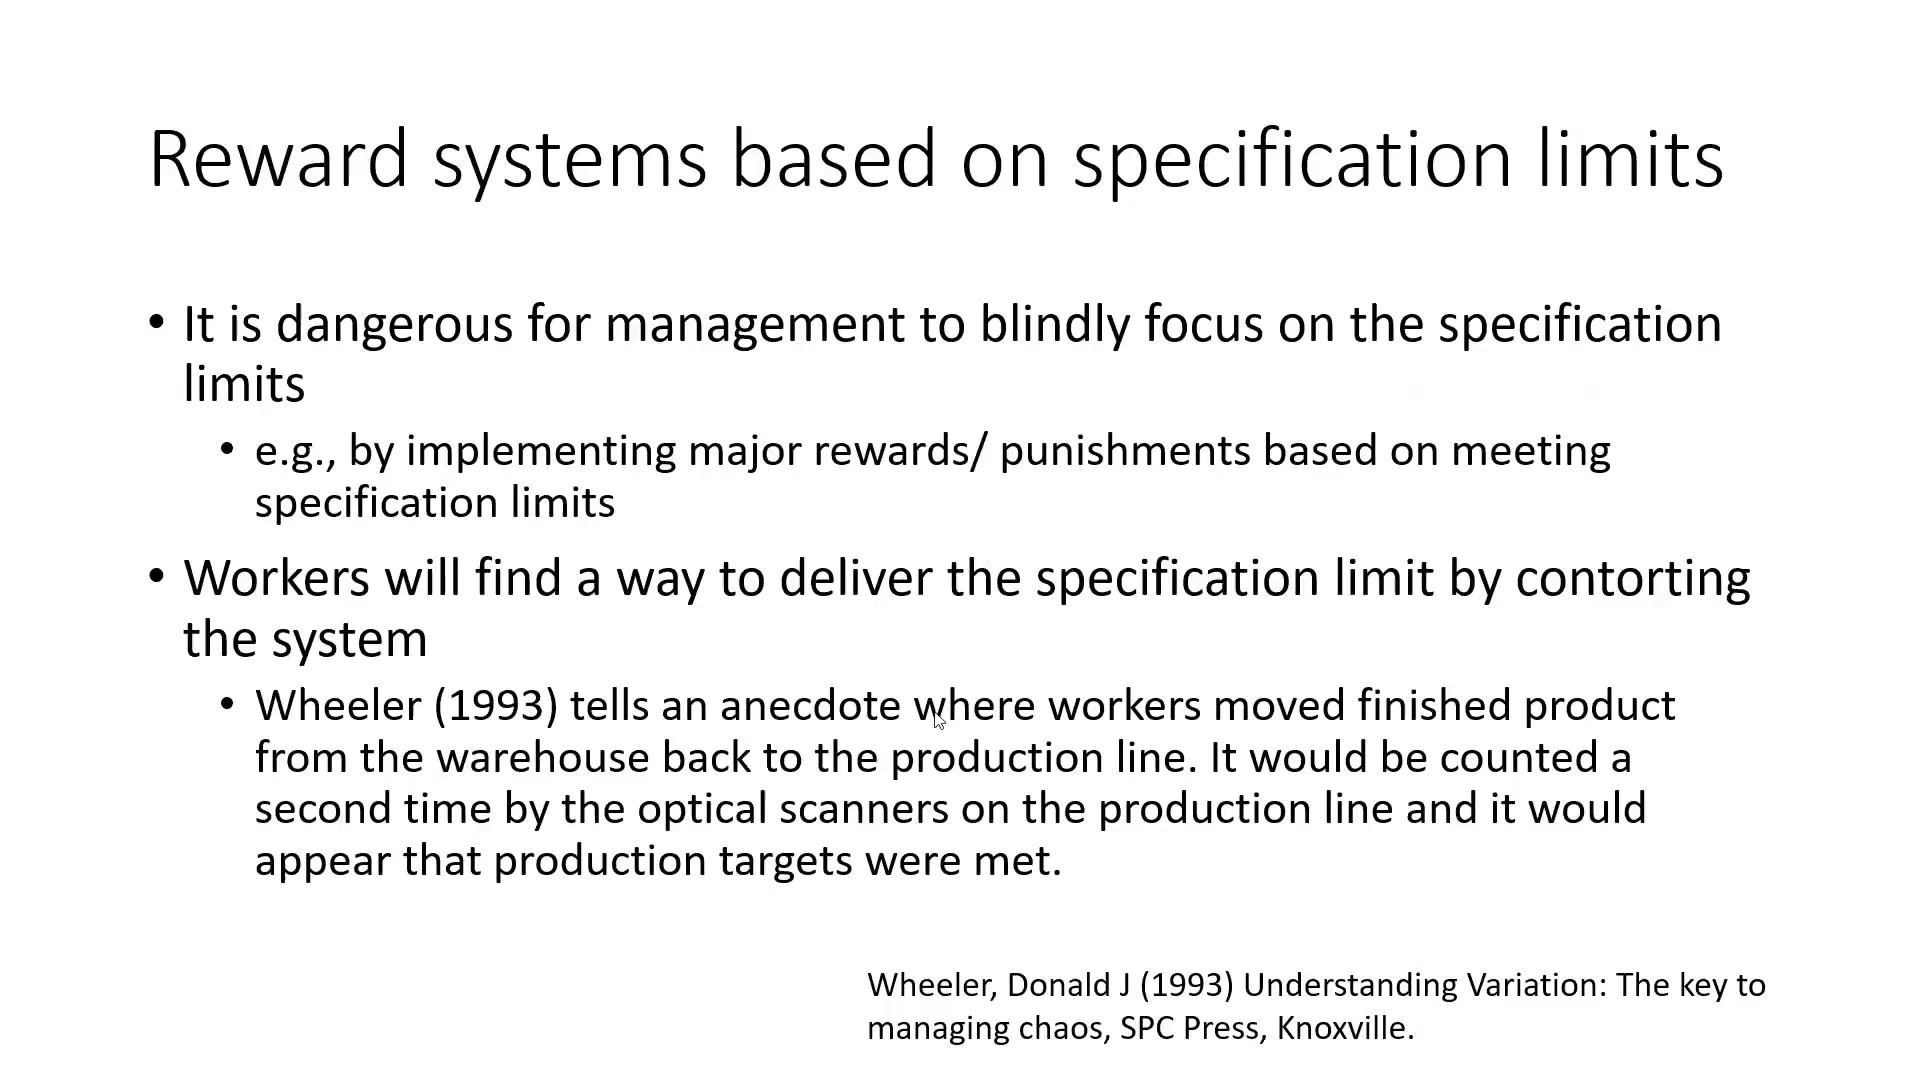 Reward systems based on specification limits
• It is dangerous for management to blindly focus on the specification
limits
• e.g., by implementing major rewards/ punishments based on meeting
specification limits
• Workers will find a way to deliver the specification limit by contorting
the system
• Wheeler (1993) tells an anecdote where workers moved finished product
from the warehouse back to the production line. It would be counted a
second time by the optical scanners on the production line and it would
appear that production targets were met.
Wheeler, Donald J (1993) Understanding Variation: The key to
managing chaos, SPC Press, Knoxville.